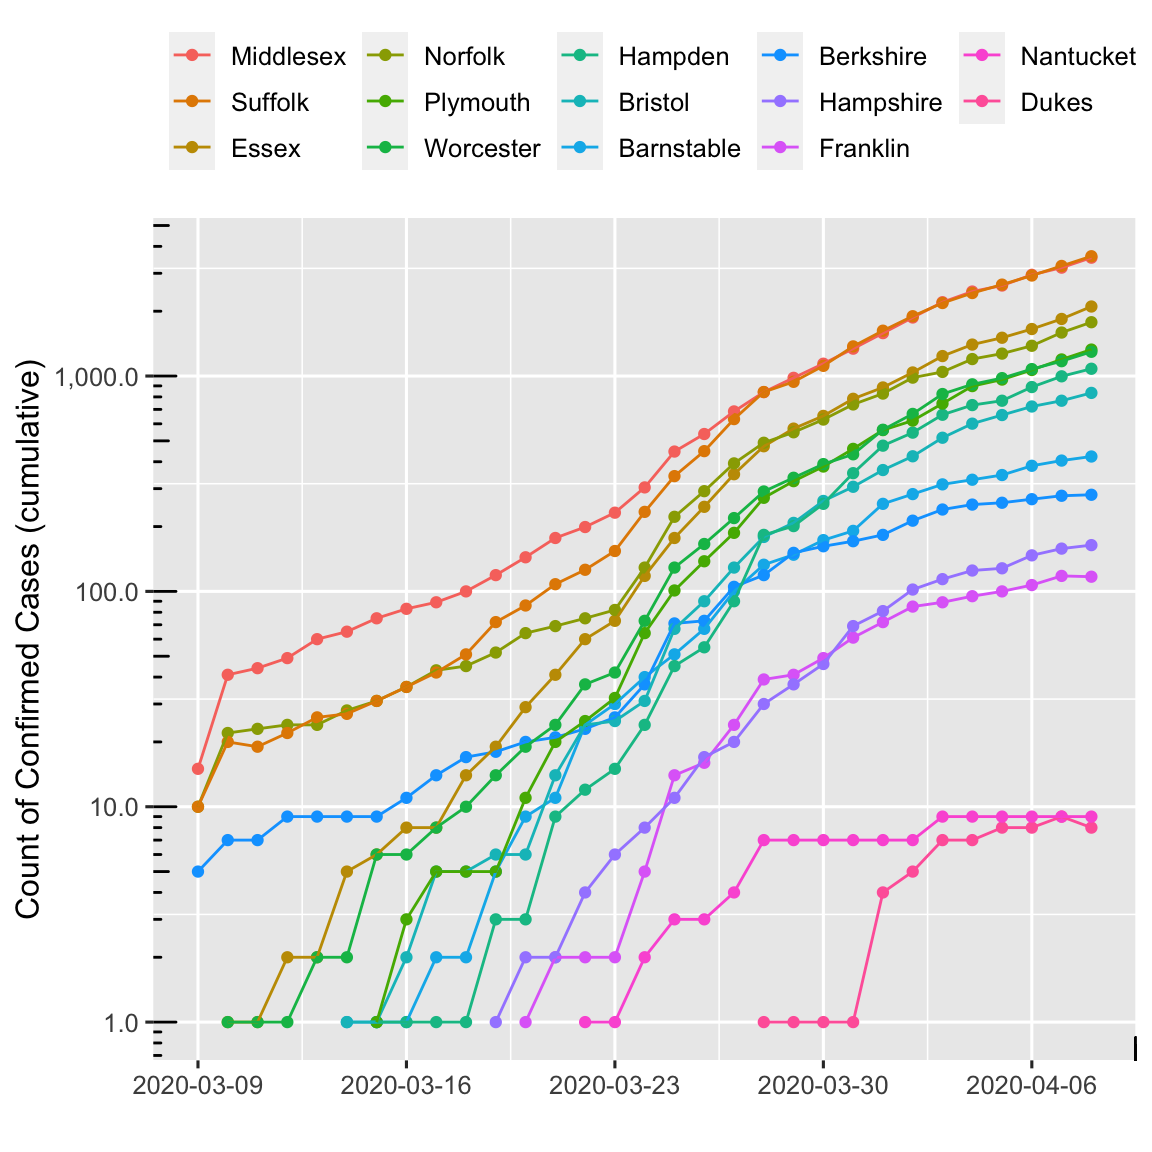 Middlesex Norfolk Hampden Berkshire Nantucket
Suffolk Plymouth Bristol Hampshire Dukes
Essex Worcester Barnstable Franklin
Count of Confirmed Cases (cumulative)
1,000.0
100.0
10.0
1.0
2020-03-09 2020-03-16 2020-03-23 2020-03-30 2020-04-06